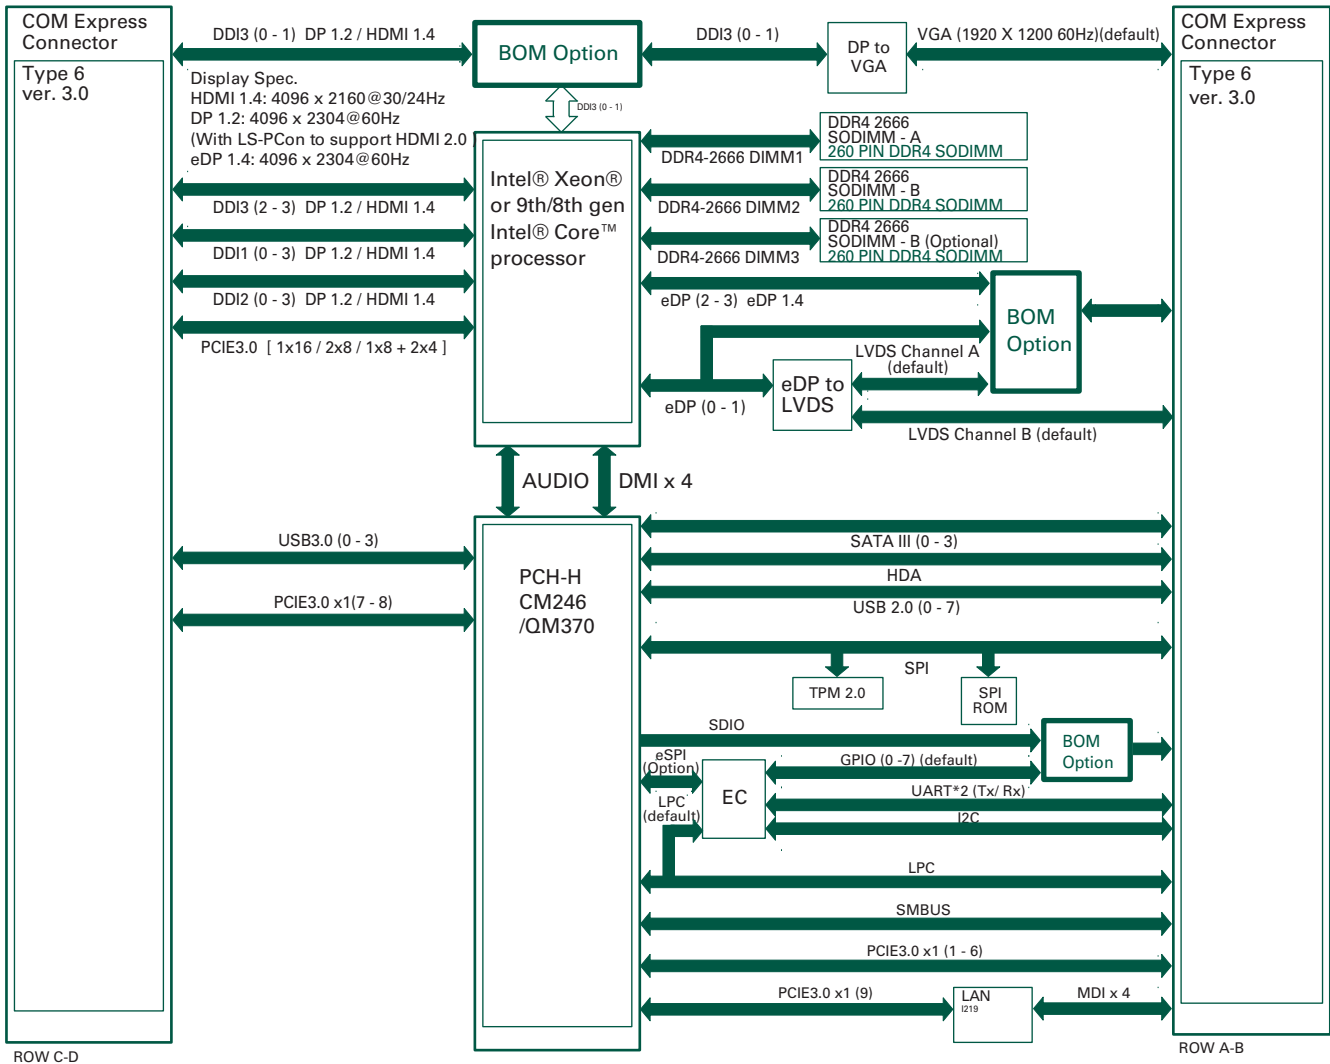 COM Express
Connector
Type 6
ver. 3.0
ROW C-D
DDI3 (0 - 1) DP 1.2 / HDMI 1.4
BOM Option
DDI3 (0 - 1)
DP to
VGA
VGA (1920 X 1200 60Hz)(default)
COM Express
Connector
Type 6
ver. 3.0
ROW A-B
Display Spec.
HDMI 1.4: 4096 x 2160@30/24Hz
DP 1.2: 4096 x 2304@60Hz
(With LS-PCon to support HDMI 2.0 )
eDP 1.4: 4096 x 2304@60Hz
DDI3 (0 - 1)
DDI3 (2 - 3) DP 1.2 / HDMI 1.4
DDI1 (0 - 3) DP 1.2 / HDMI 1.4
DDI2 (0 - 3) DP 1.2 / HDMI 1.4
PCIE3.0 [ 1x16 / 2x8 / 1x8 + 2x4 ]
Intel® Xeon®
or 9th/8th gen
Intel® Core™
processor
DDR4-2666 DIMM1
DDR4 2666
SODIMM - A
260 PIN DDR4 SODIMM
DDR4-2666 DIMM2
DDR4 2666
SODIMM - B
260 PIN DDR4 SODIMM
DDR4-2666 DIMM3
DDR4 2666
SODIMM - B (Optional)
260 PIN DDR4 SODIMM
eDP (2 - 3) eDP 1.4
BOM
Option
LVDS Channel A
(default)
eDP (0 - 1)
eDP to
LVDS
LVDS Channel B (default)
AUDIO
DMI x 4
USB3.0 (0 - 3)
PCIE3.0 x1(7 - 8)
PCH-H
CM246
/QM370
SATA III (0 - 3)
HDA
USB 2.0 (0 - 7)
SPI
TPM 2.0
SPI
ROM
SDIO
BOM
Option
eSPI
(Option)
LPC
(default)
EC
GPIO (0 -7) (default)
UART*2 (Tx/ Rx)
I2C
LPC
SMBUS
PCIE3.0 x1 (1 - 6)
PCIE3.0 x1 (9)
LAN
I219
MDI x 4